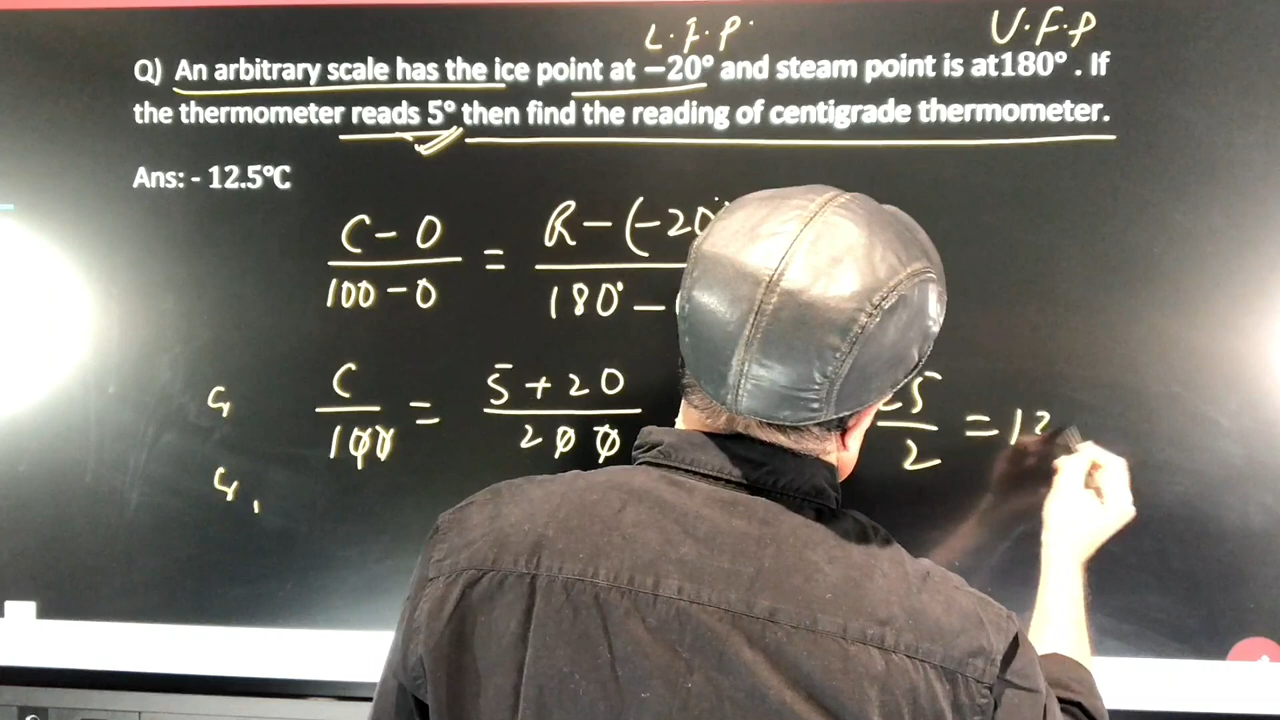 L.F.P. U.F.P
Q) An arbitrary scale has the ice point at −20° and steam point is at180° . If
the thermometer reads 5° then find the reading of centigrade thermometer.
Ans: - 12.5°C
C - 0 / 100 - 0 = R - (-20° / 180° -
C / 100 = 5 + 20 / 200 25 / 2 = 12